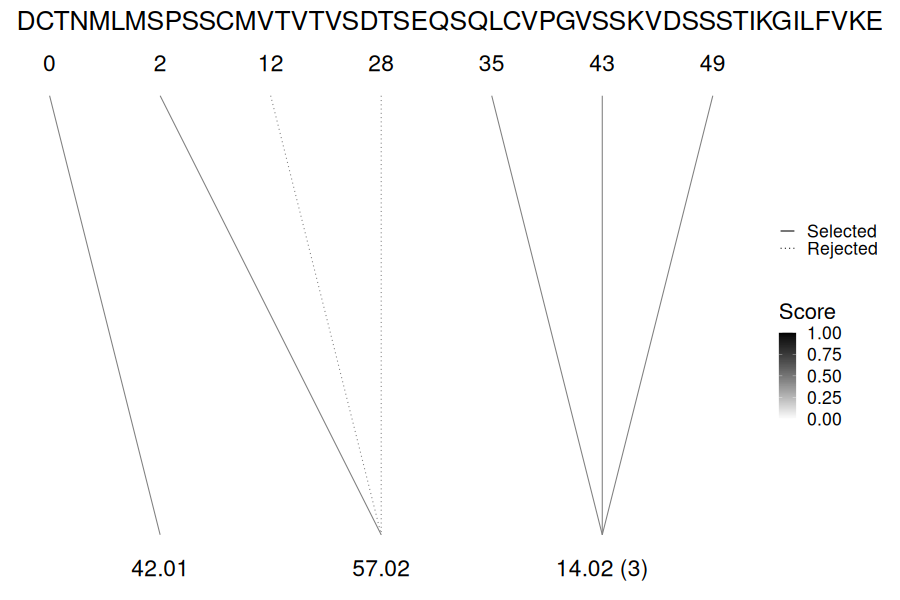 DCTNMLMSPSSCMVTVTVSDTSEQSQLCVPGVSSKVDSSSTIKGILFVKE
0 2 12 28 35 43 49
Selected
Rejected
Score
1.00
0.75
0.50
0.25
0.00
42.01 57.02 14.02 (3)